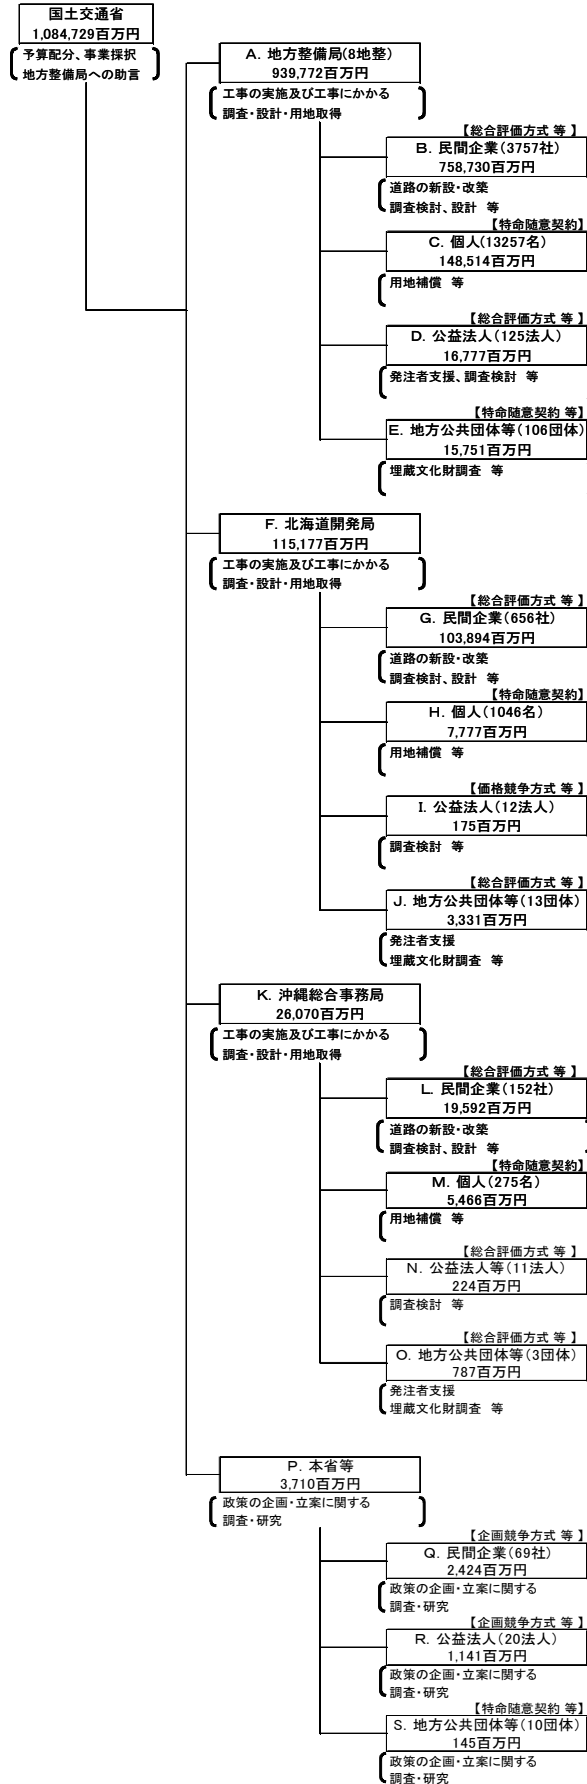 国土交通省
1,084,729百万円
予算配分、事業採択
地方整備局への助言
A. 地方整備局(8地整)
939,772百万円
工事の実施及び工事にかかる
調査・設計・用地取得
【総合評価方式 等 】
B. 民間企業(3757社)
758,730百万円
道路の新設・改築
調査検討、設計 等
【特命随意契約】
C. 個人(13257名)
148,514百万円
用地補償 等
【総合評価方式 等 】
D. 公益法人(125法人)
16,777百万円
発注者支援、調査検討 等
【特命随意契約 等】
E. 地方公共団体等(106団体)
15,751百万円
埋蔵文化財調査 等
F. 北海道開発局
115,177百万円
工事の実施及び工事にかかる
調査・設計・用地取得
【総合評価方式 等 】
G. 民間企業(656社)
103,894百万円
道路の新設・改築
調査検討、設計 等
【特命随意契約】
H. 個人(1046名)
7,777百万円
用地補償 等
【価格競争方式 等 】
I. 公益法人(12法人)
175百万円
調査検討 等
【総合評価方式 等 】
J. 地方公共団体等(13団体)
3,331百万円
発注者支援
埋蔵文化財調査 等
K. 沖縄総合事務局
26,070百万円
工事の実施及び工事にかかる
調査・設計・用地取得
【総合評価方式 等 】
L. 民間企業(152社)
19,592百万円
道路の新設・改築
調査検討、設計 等
【特命随意契約】
M. 個人(275名)
5,466百万円
用地補償 等
【総合評価方式 等 】
N. 公益法人等(11法人)
224百万円
調査検討 等
【総合評価方式 等 】
O. 地方公共団体等(3団体)
787百万円
発注者支援
埋蔵文化財調査 等
P. 本省等
3,710百万円
政策の企画・立案に関する
調査・研究
【企画競争方式 等 】
Q. 民間企業(69社)
2,424百万円
政策の企画・立案に関する
調査・研究
【企画競争方式 等 】
R. 公益法人(20法人)
1,141百万円
政策の企画・立案に関する
調査・研究
【特命随意契約 等】
S. 地方公共団体等(10団体)
145百万円
政策の企画・立案に関する
調査・研究